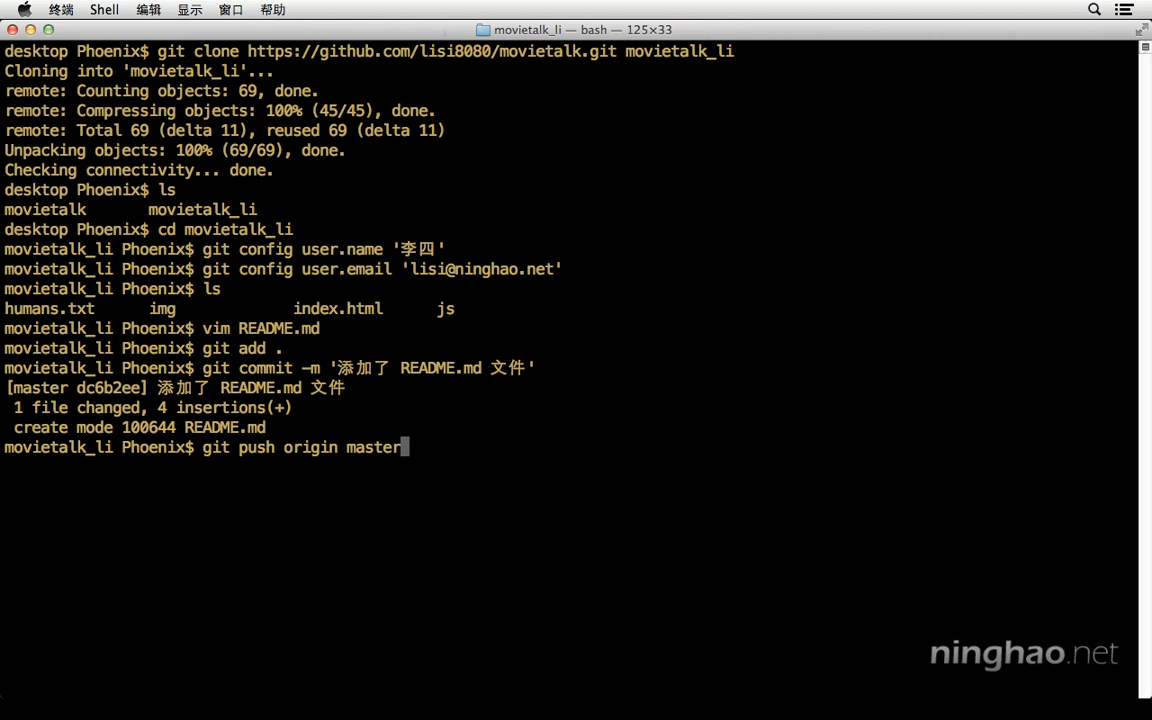 终端 Shell 编辑 显示 窗口 帮助
movietalk_li — bash — 125×33
desktop Phoenix$ git clone https://github.com/lisi8080/movietalk.git movietalk_li
Cloning into 'movietalk_li'...
remote: Counting objects: 69, done.
remote: Compressing objects: 100% (45/45), done.
remote: Total 69 (delta 11), reused 69 (delta 11)
Unpacking objects: 100% (69/69), done.
Checking connectivity... done.
desktop Phoenix$ ls
movietalk movietalk_li
desktop Phoenix$ cd movietalk_li
movietalk_li Phoenix$ git config user.name '李四'
movietalk_li Phoenix$ git config user.email 'lisi@ninghao.net'
movietalk_li Phoenix$ ls
humans.txt img index.html js
movietalk_li Phoenix$ vim README.md
movietalk_li Phoenix$ git add .
movietalk_li Phoenix$ git commit -m '添加了 README.md 文件'
[master dc6b2ee] 添加了 README.md 文件
1 file changed, 4 insertions(+)
create mode 100644 README.md
movietalk_li Phoenix$ git push origin master
ninghao.net